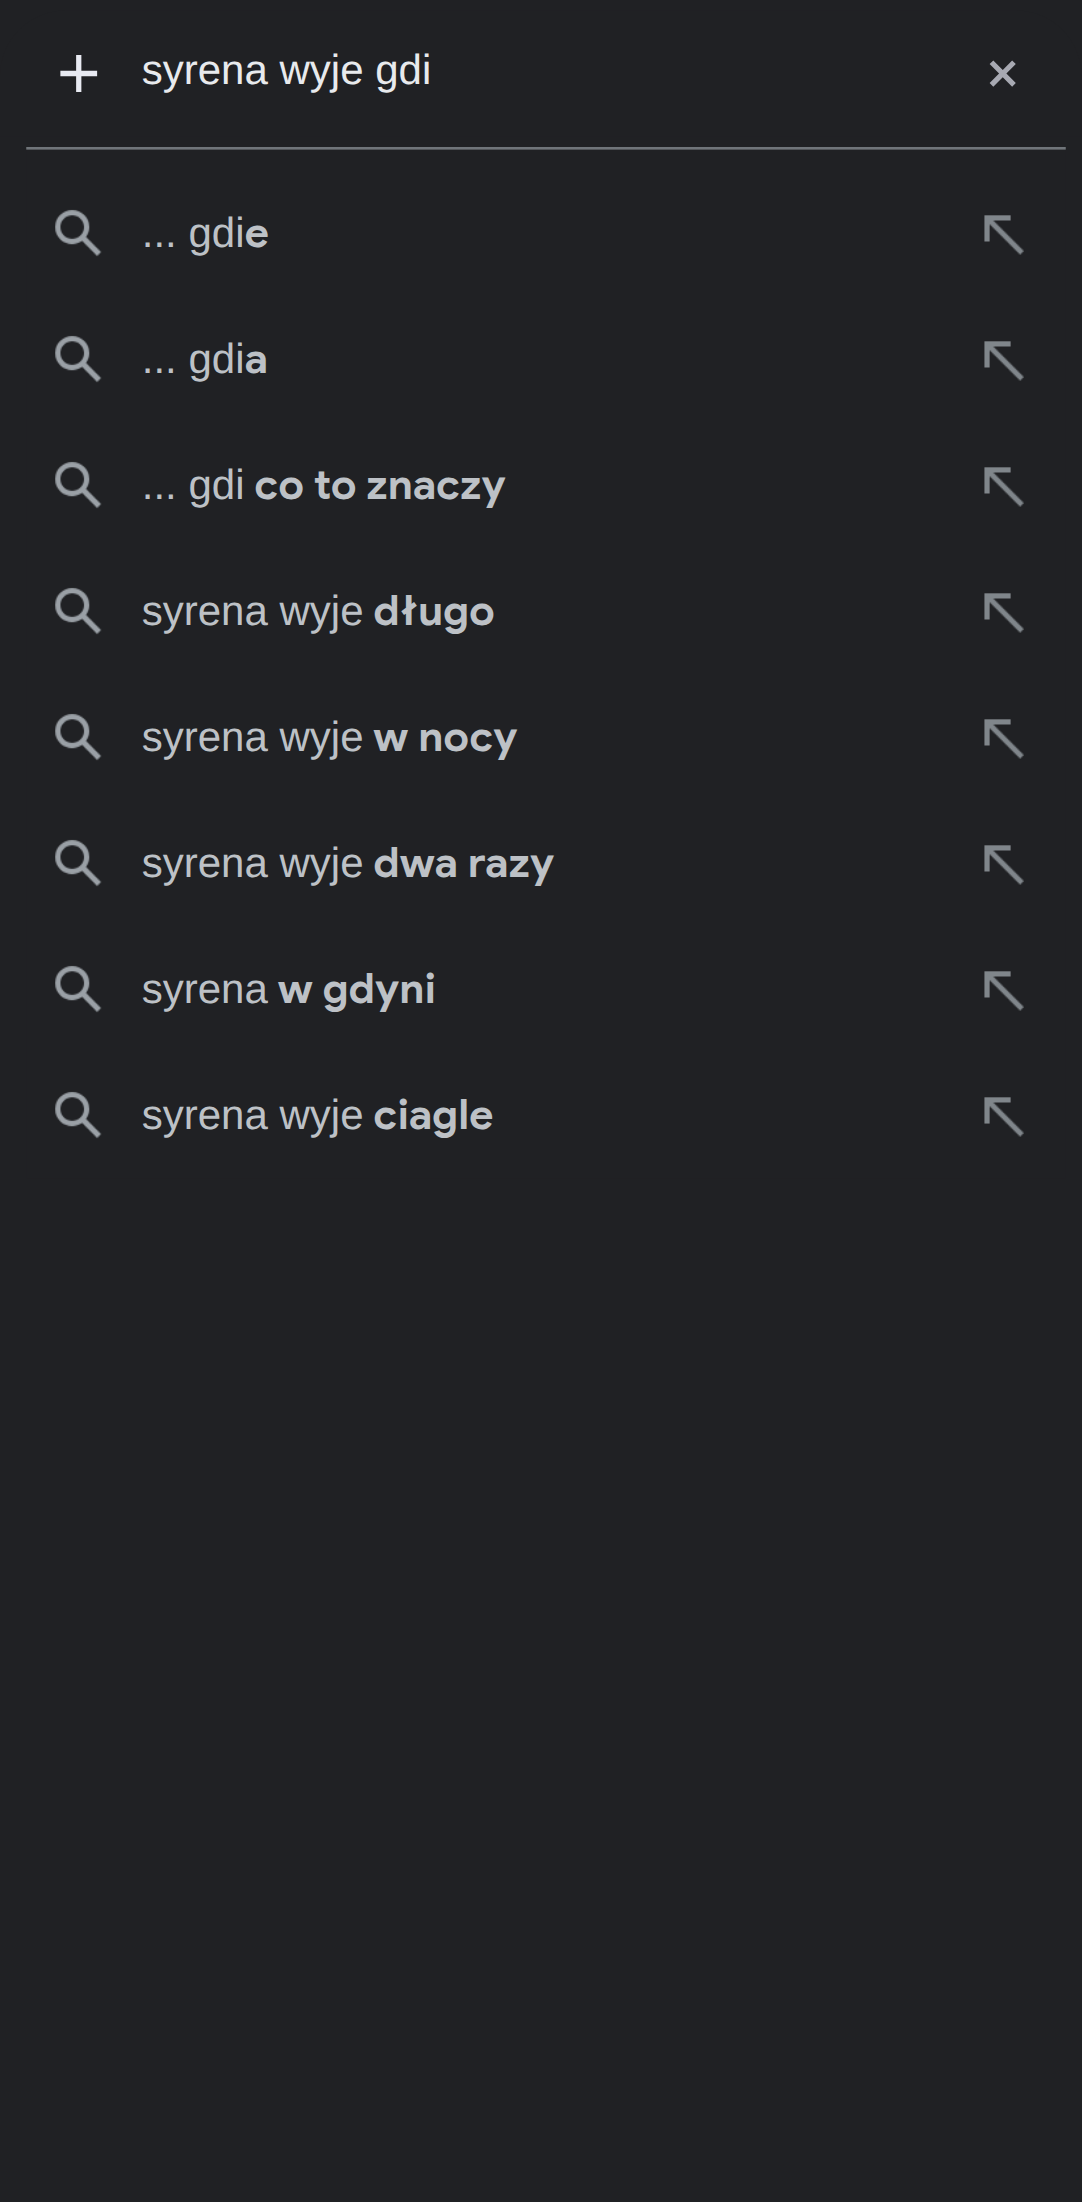 syrena wyje gdi
... gdie
... gdia
... gdi co to znaczy
syrena wyje długo
syrena wyje w nocy
syrena wyje dwa razy
syrena w gdyni
syrena wyje ciagle